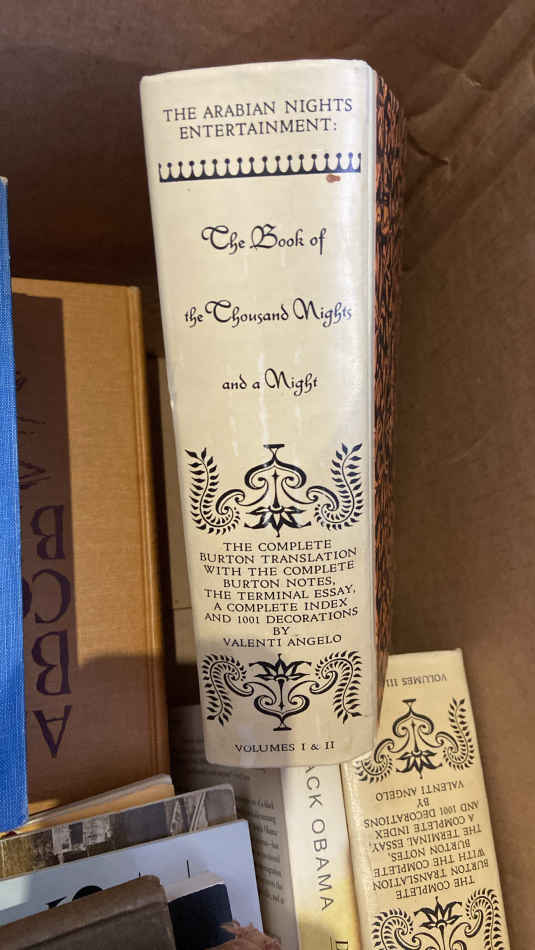 THE ARABIAN NIGHTS
ENTERTAINMENT:
The Book of
the Thousand Nights
and a Night
THE COMPLETE
BURTON TRANSLATION
WITH THE COMPLETE
BURTON NOTES,
THE TERMINAL ESSAY,
A COMPLETE INDEX
AND 1001 DECORATIONS
BY
VALENTI ANGELO
VOLUMES I & II
THE COMPLETE
BURTON TRANSLATION
WITH THE COMPLETE
BURTON NOTES,
THE TERMINAL ESSAY,
A COMPLETE INDEX
AND 1001 DECORATIONS
BY
VALENTI ANGELO
VOLUMES III
ACK OBAMA